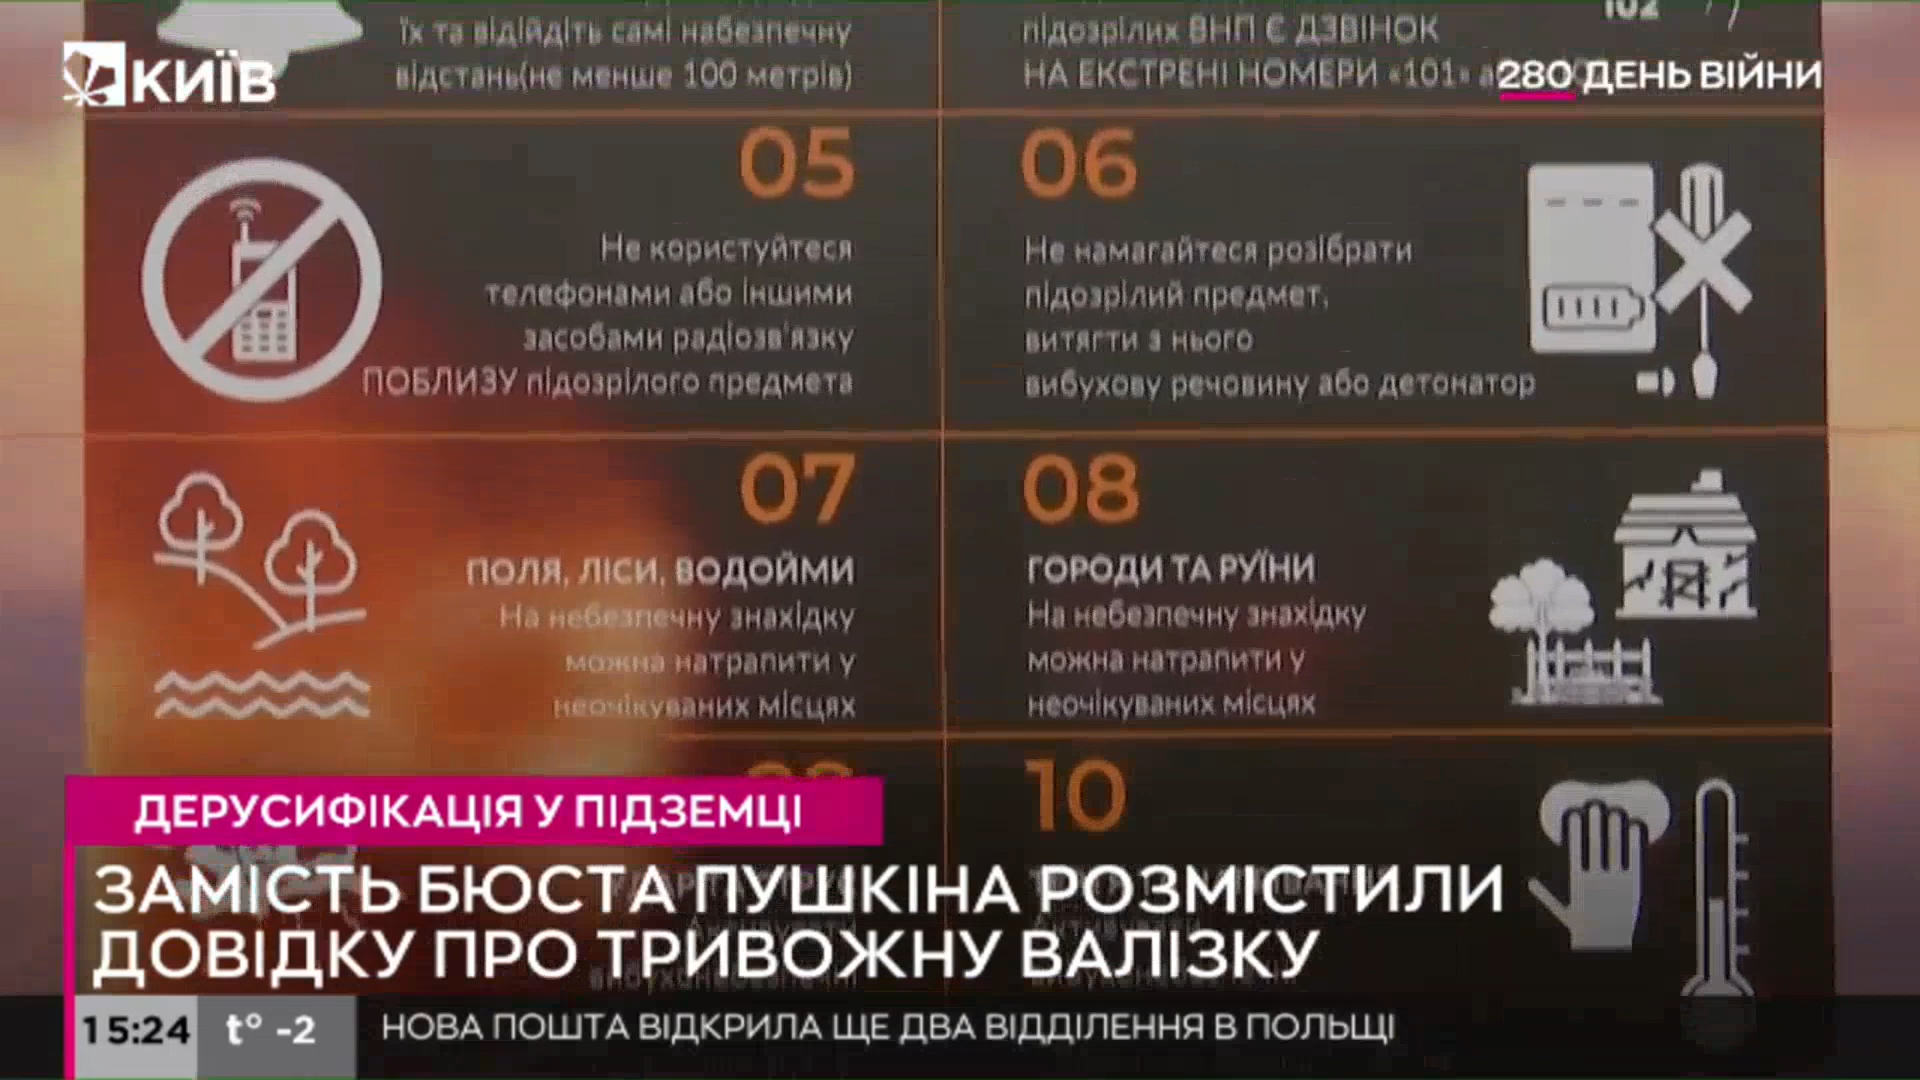 їх та відійдіть самі на безпечну
відстань(не менше 100 метрів)
підозрілих ВНП Є ДЗВІНОК
НА ЕКСТРЕНІ НОМЕРИ «101»
102
КИЇВ
280 ДЕНЬ ВІЙНИ
05
Не користуйтеся
телефонами або іншими
засобами радіозв'язку
ПОБЛИЗУ підозрілого предмета
06
Не намагайтеся розібрати
підозрілий предмет,
витягти з нього
вибухову речовину або детонатор
07
ПОЛЯ, ЛІСИ, ВОДОЙМИ
На небезпечну знахідку
можна натрапити у
неочікуваних місцях
08
ГОРОДИ ТА РУЇНИ
На небезпечну знахідку
можна натрапити у
неочікуваних місцях
10
ДЕРУСИФІКАЦІЯ У ПІДЗЕМЦІ
ЗАМІСТЬ БЮСТА ПУШКІНА РОЗМІСТИЛИ
ДОВІДКУ ПРО ТРИВОЖНУ ВАЛІЗКУ
15:24
t° -2
НОВА ПОШТА ВІДКРИЛА ЩЕ ДВА ВІДДІЛЕННЯ В ПОЛЬЩІ